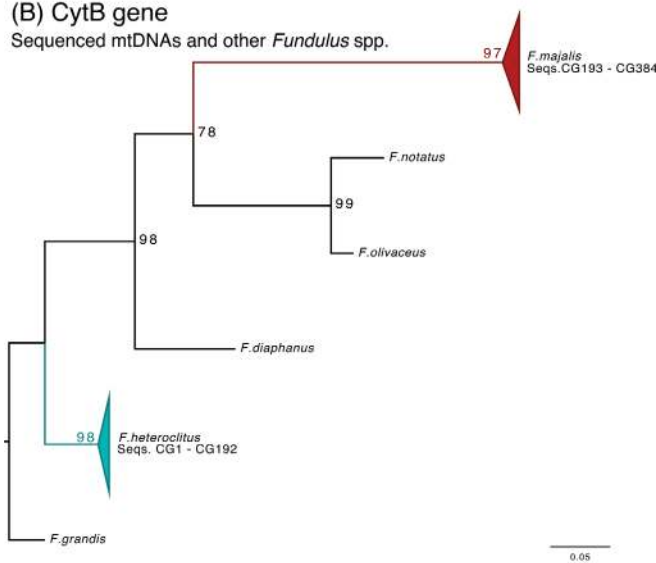 (B) CytB gene
Sequenced mtDNAs and other Fundulus spp.
97
F.majalis
Seqs.CG193 - CG384
78
F.notatus
99
98
F.olivaceus
F.diaphanus
98
F.heteroclitus
Seqs. CG1 - CG192
F.grandis
0.05